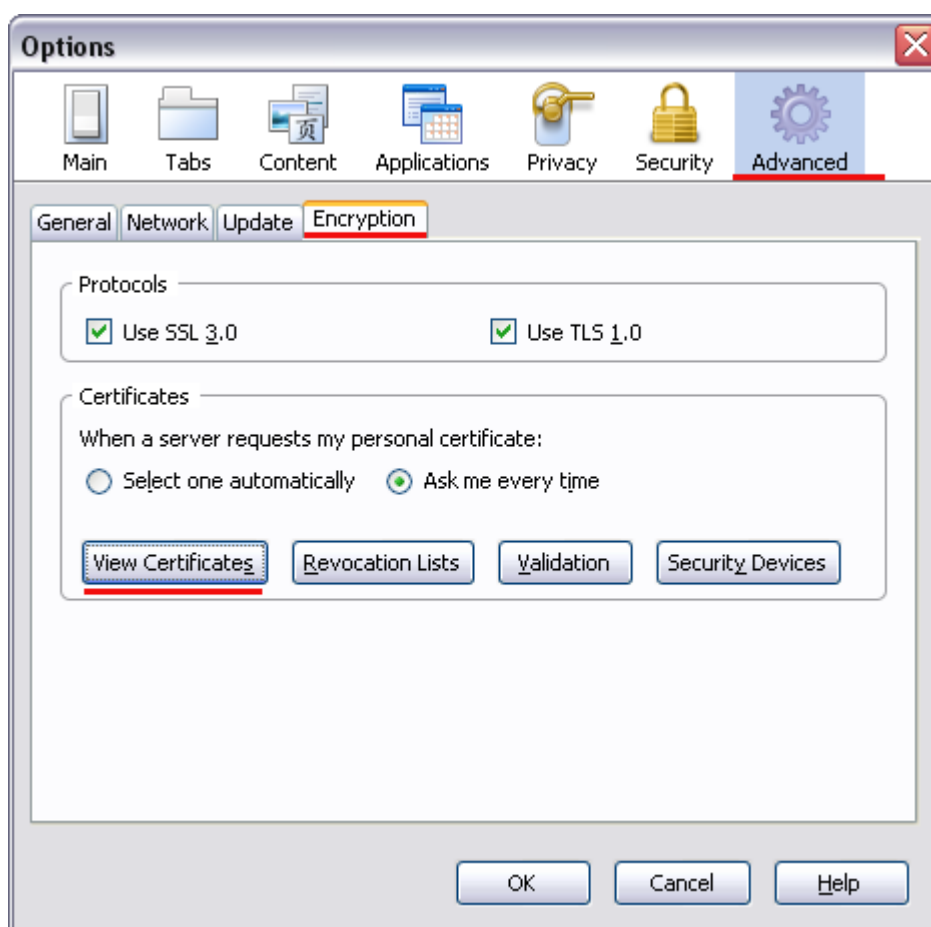 Options
Main Tabs Content Applications Privacy Security Advanced
General Network Update Encryption
Protocols
Use SSL 3.0 Use TLS 1.0
Certificates
When a server requests my personal certificate:
Select one automatically Ask me every time
View Certificates Revocation Lists Validation Security Devices
OK Cancel Help
页